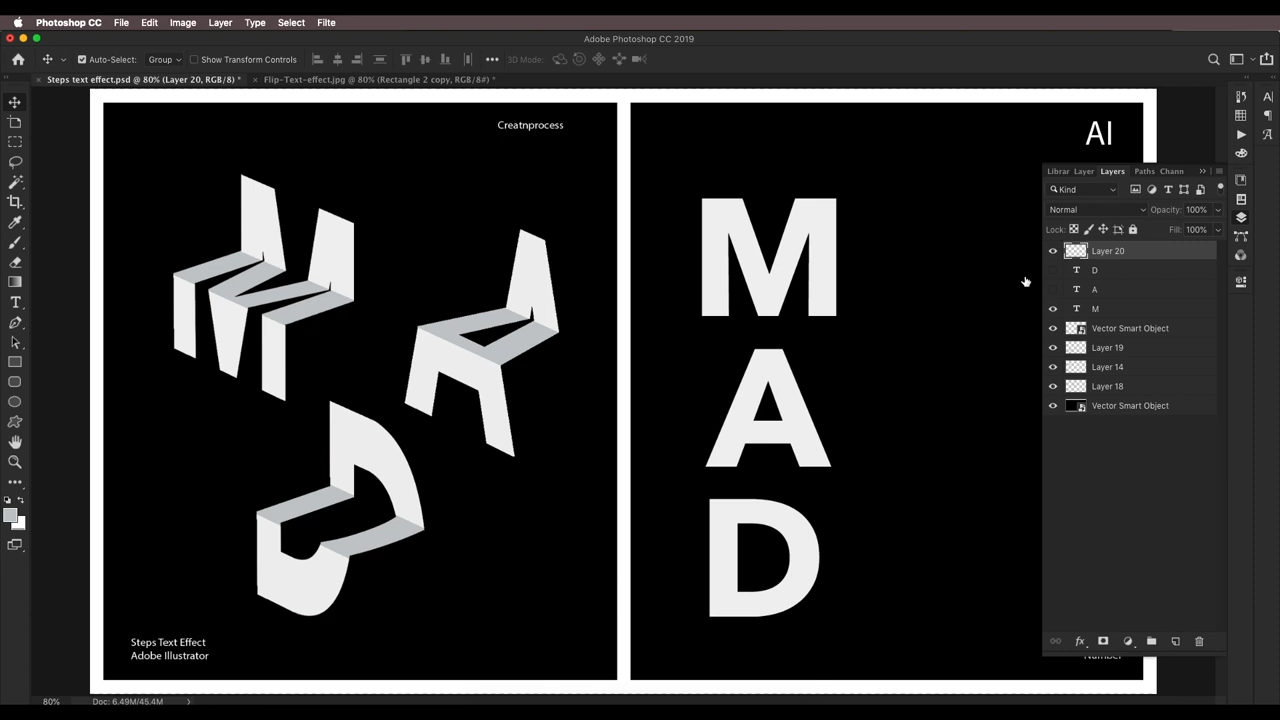 Photoshop CC File Edit Image Layer Type Select Filte
Adobe Photoshop CC 2019
Auto-Select: Group Show Transform Controls 3D Mode:
Steps text effect.psd @ 80% (Layer 20, RGB/8) * Flip-Text-effect.jpg @ 80% (Rectangle 2 copy, RGB/8#) *
Creatnprocess
AI
M
A
D
M
A
D
Steps Text Effect
Adobe Illustrator
Number
Librar Layer Layers Paths Chann
Kind
Normal Opacity: 100%
Lock: Fill: 100%
Layer 20
T D
T A
T M
Vector Smart Object
Layer 19
Layer 14
Layer 18
Vector Smart Object
fx
80% Doc: 6.49M/45.4M